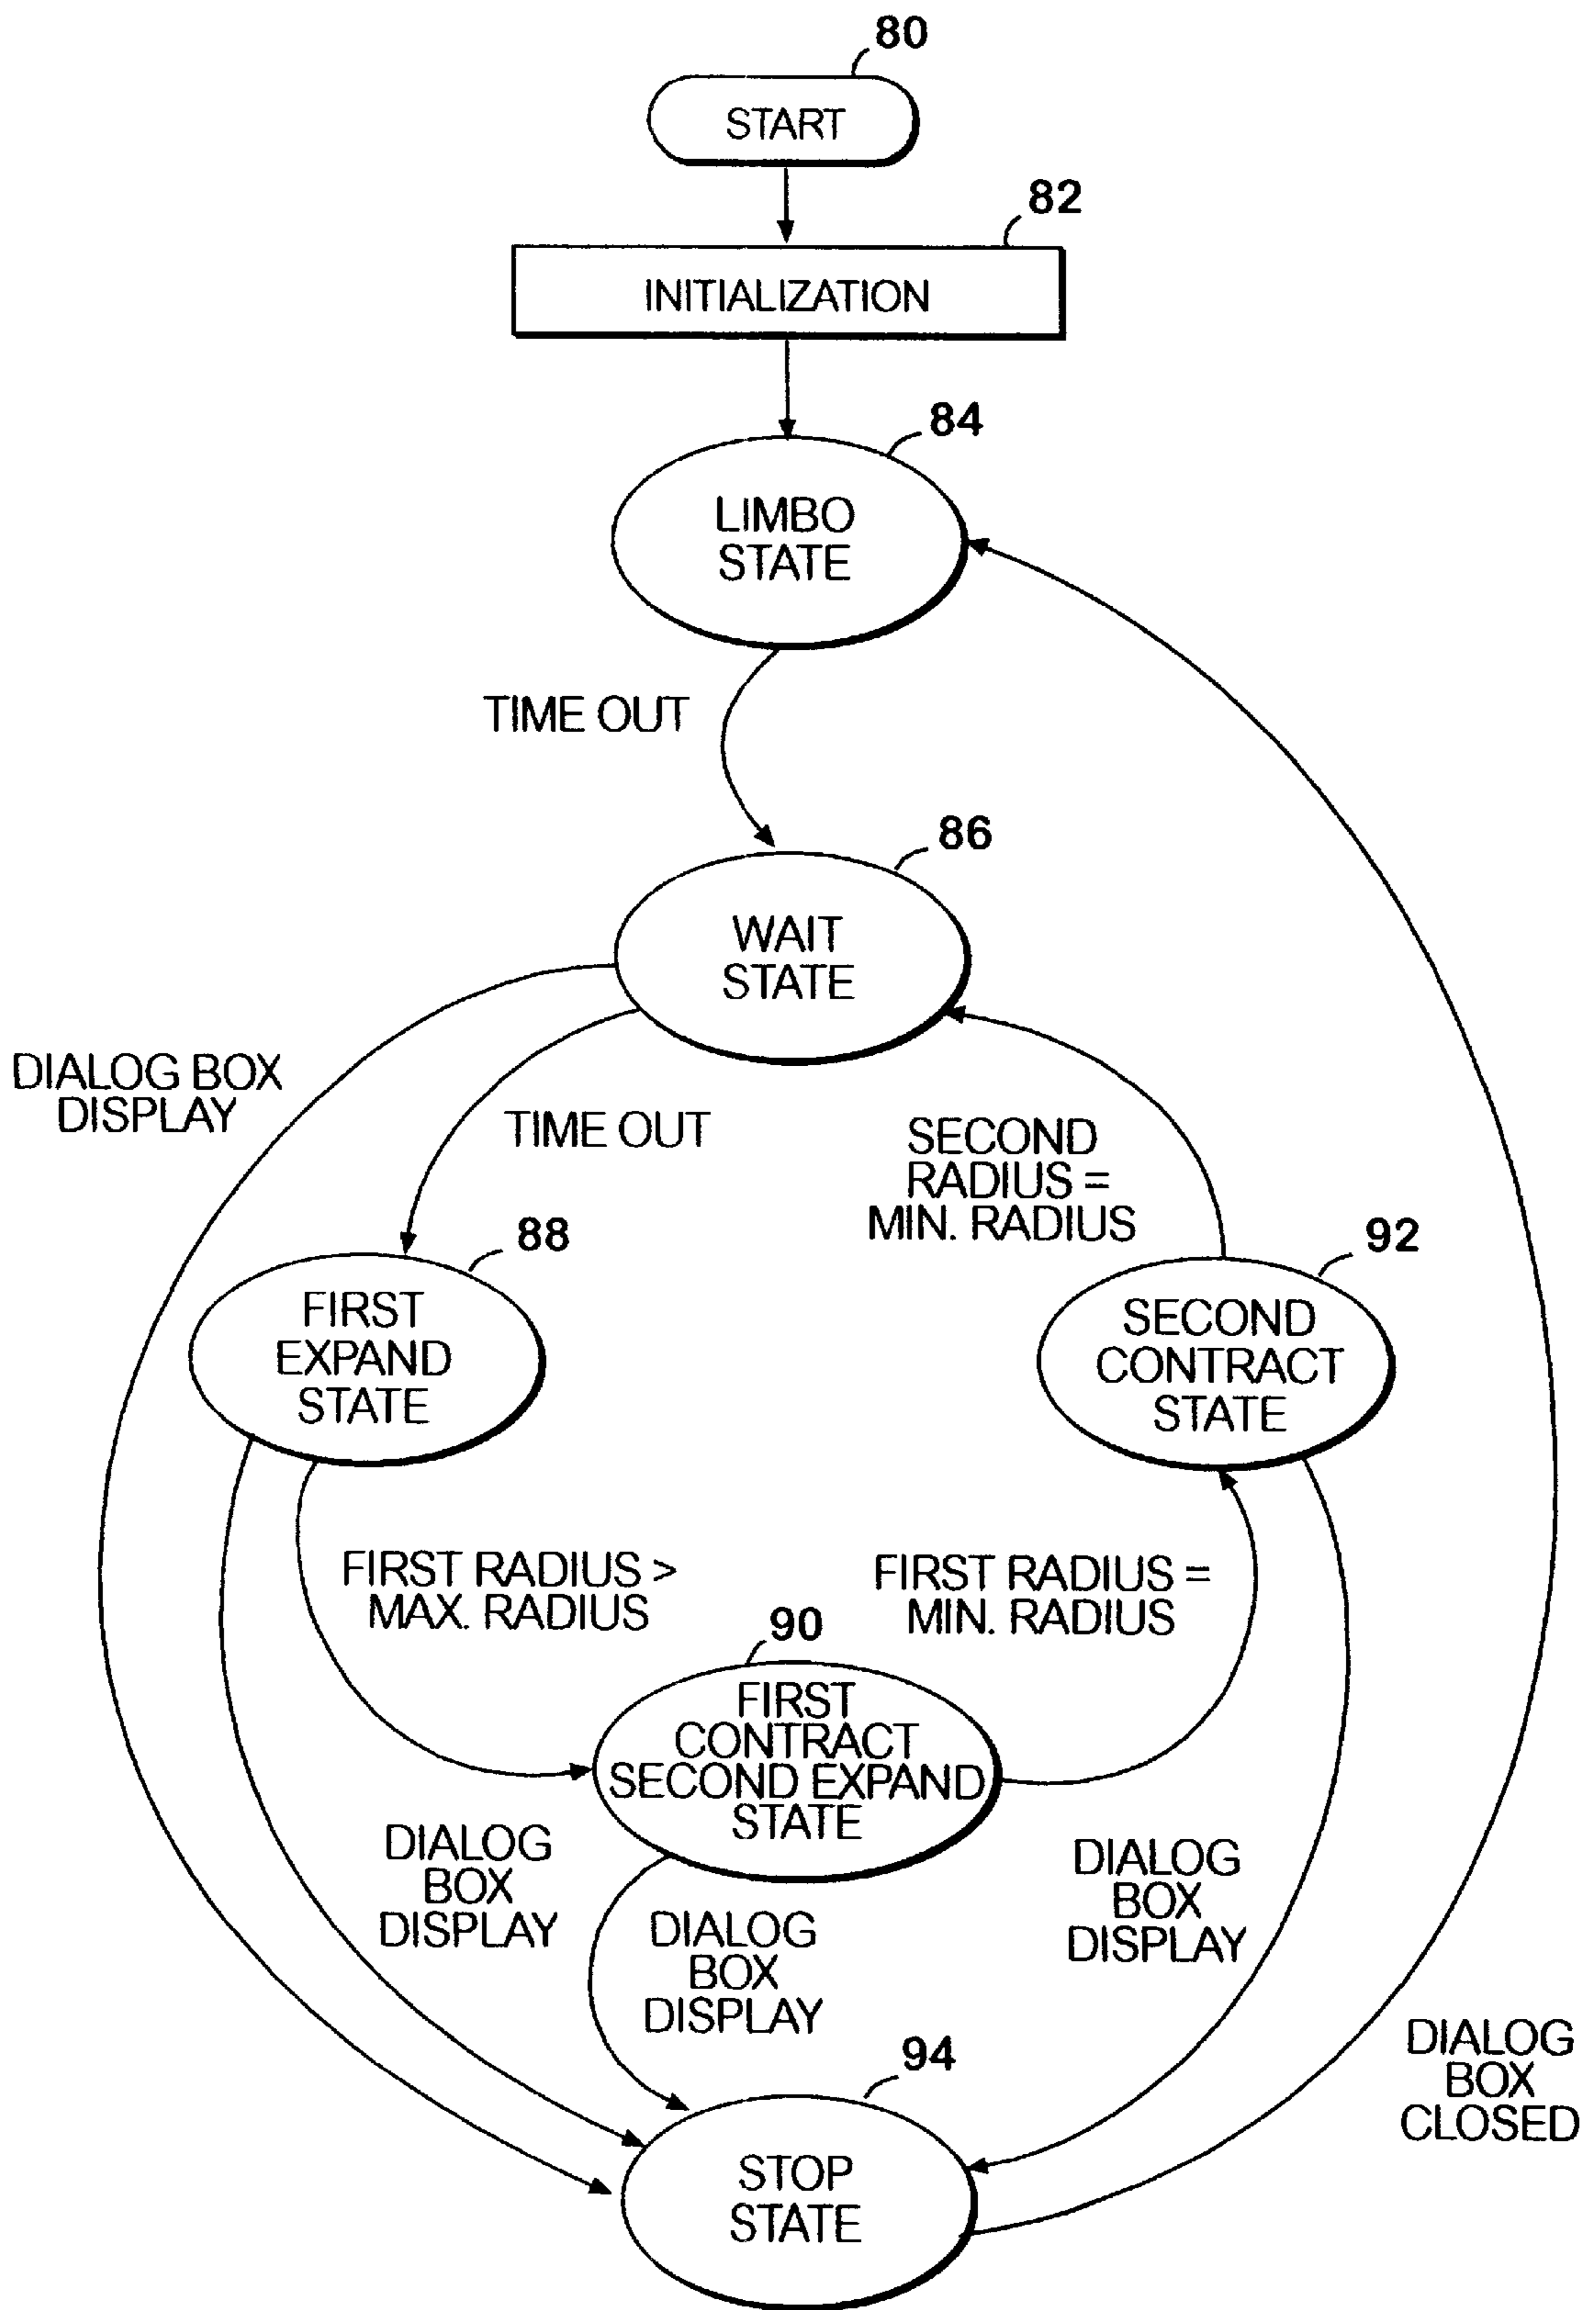 80
START
82
INITIALIZATION
84
LIMBO
STATE
TIME OUT
86
WAIT
STATE
DIALOG BOX
DISPLAY
TIME OUT
SECOND
RADIUS =
MIN. RADIUS
88
FIRST
EXPAND
STATE
92
SECOND
CONTRACT
STATE
FIRST RADIUS >
MAX. RADIUS
FIRST RADIUS =
MIN. RADIUS
90
FIRST
CONTRACT
SECOND EXPAND
STATE
DIALOG
BOX
DISPLAY
DIALOG
BOX
DISPLAY
DIALOG
BOX
DISPLAY
94
STOP
STATE
DIALOG
BOX
CLOSED